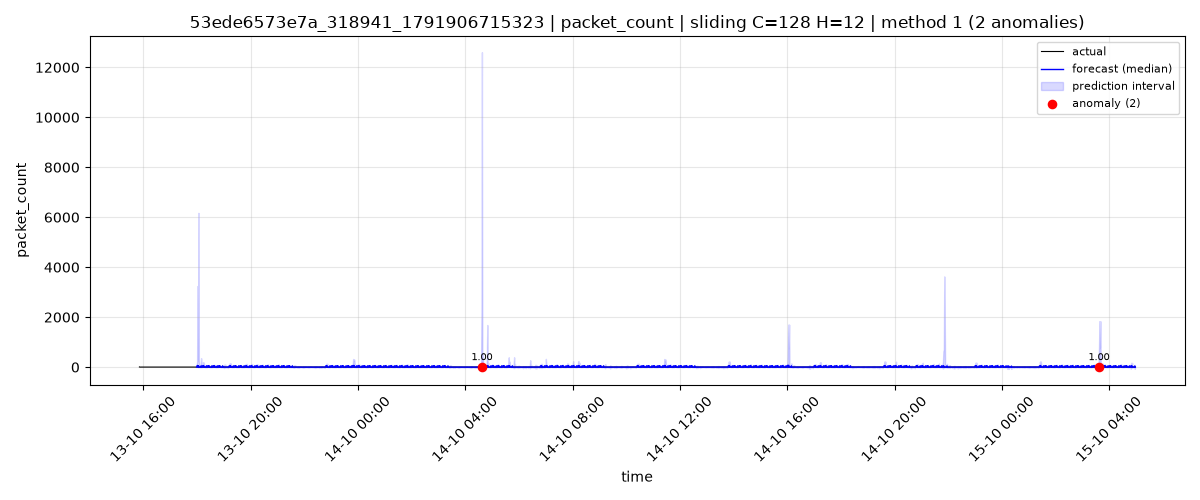 53ede6573e7a_318941_1791906715323 | packet_count | sliding C=128 H=12 | method 1 (2 anomalies)
actual
forecast (median)
prediction interval
anomaly (2)
packet_count
12000
10000
8000
6000
4000
2000
0
1.00
1.00
13-10 16:00
13-10 20:00
14-10 00:00
14-10 04:00
14-10 08:00
14-10 12:00
14-10 16:00
14-10 20:00
15-10 00:00
15-10 04:00
time